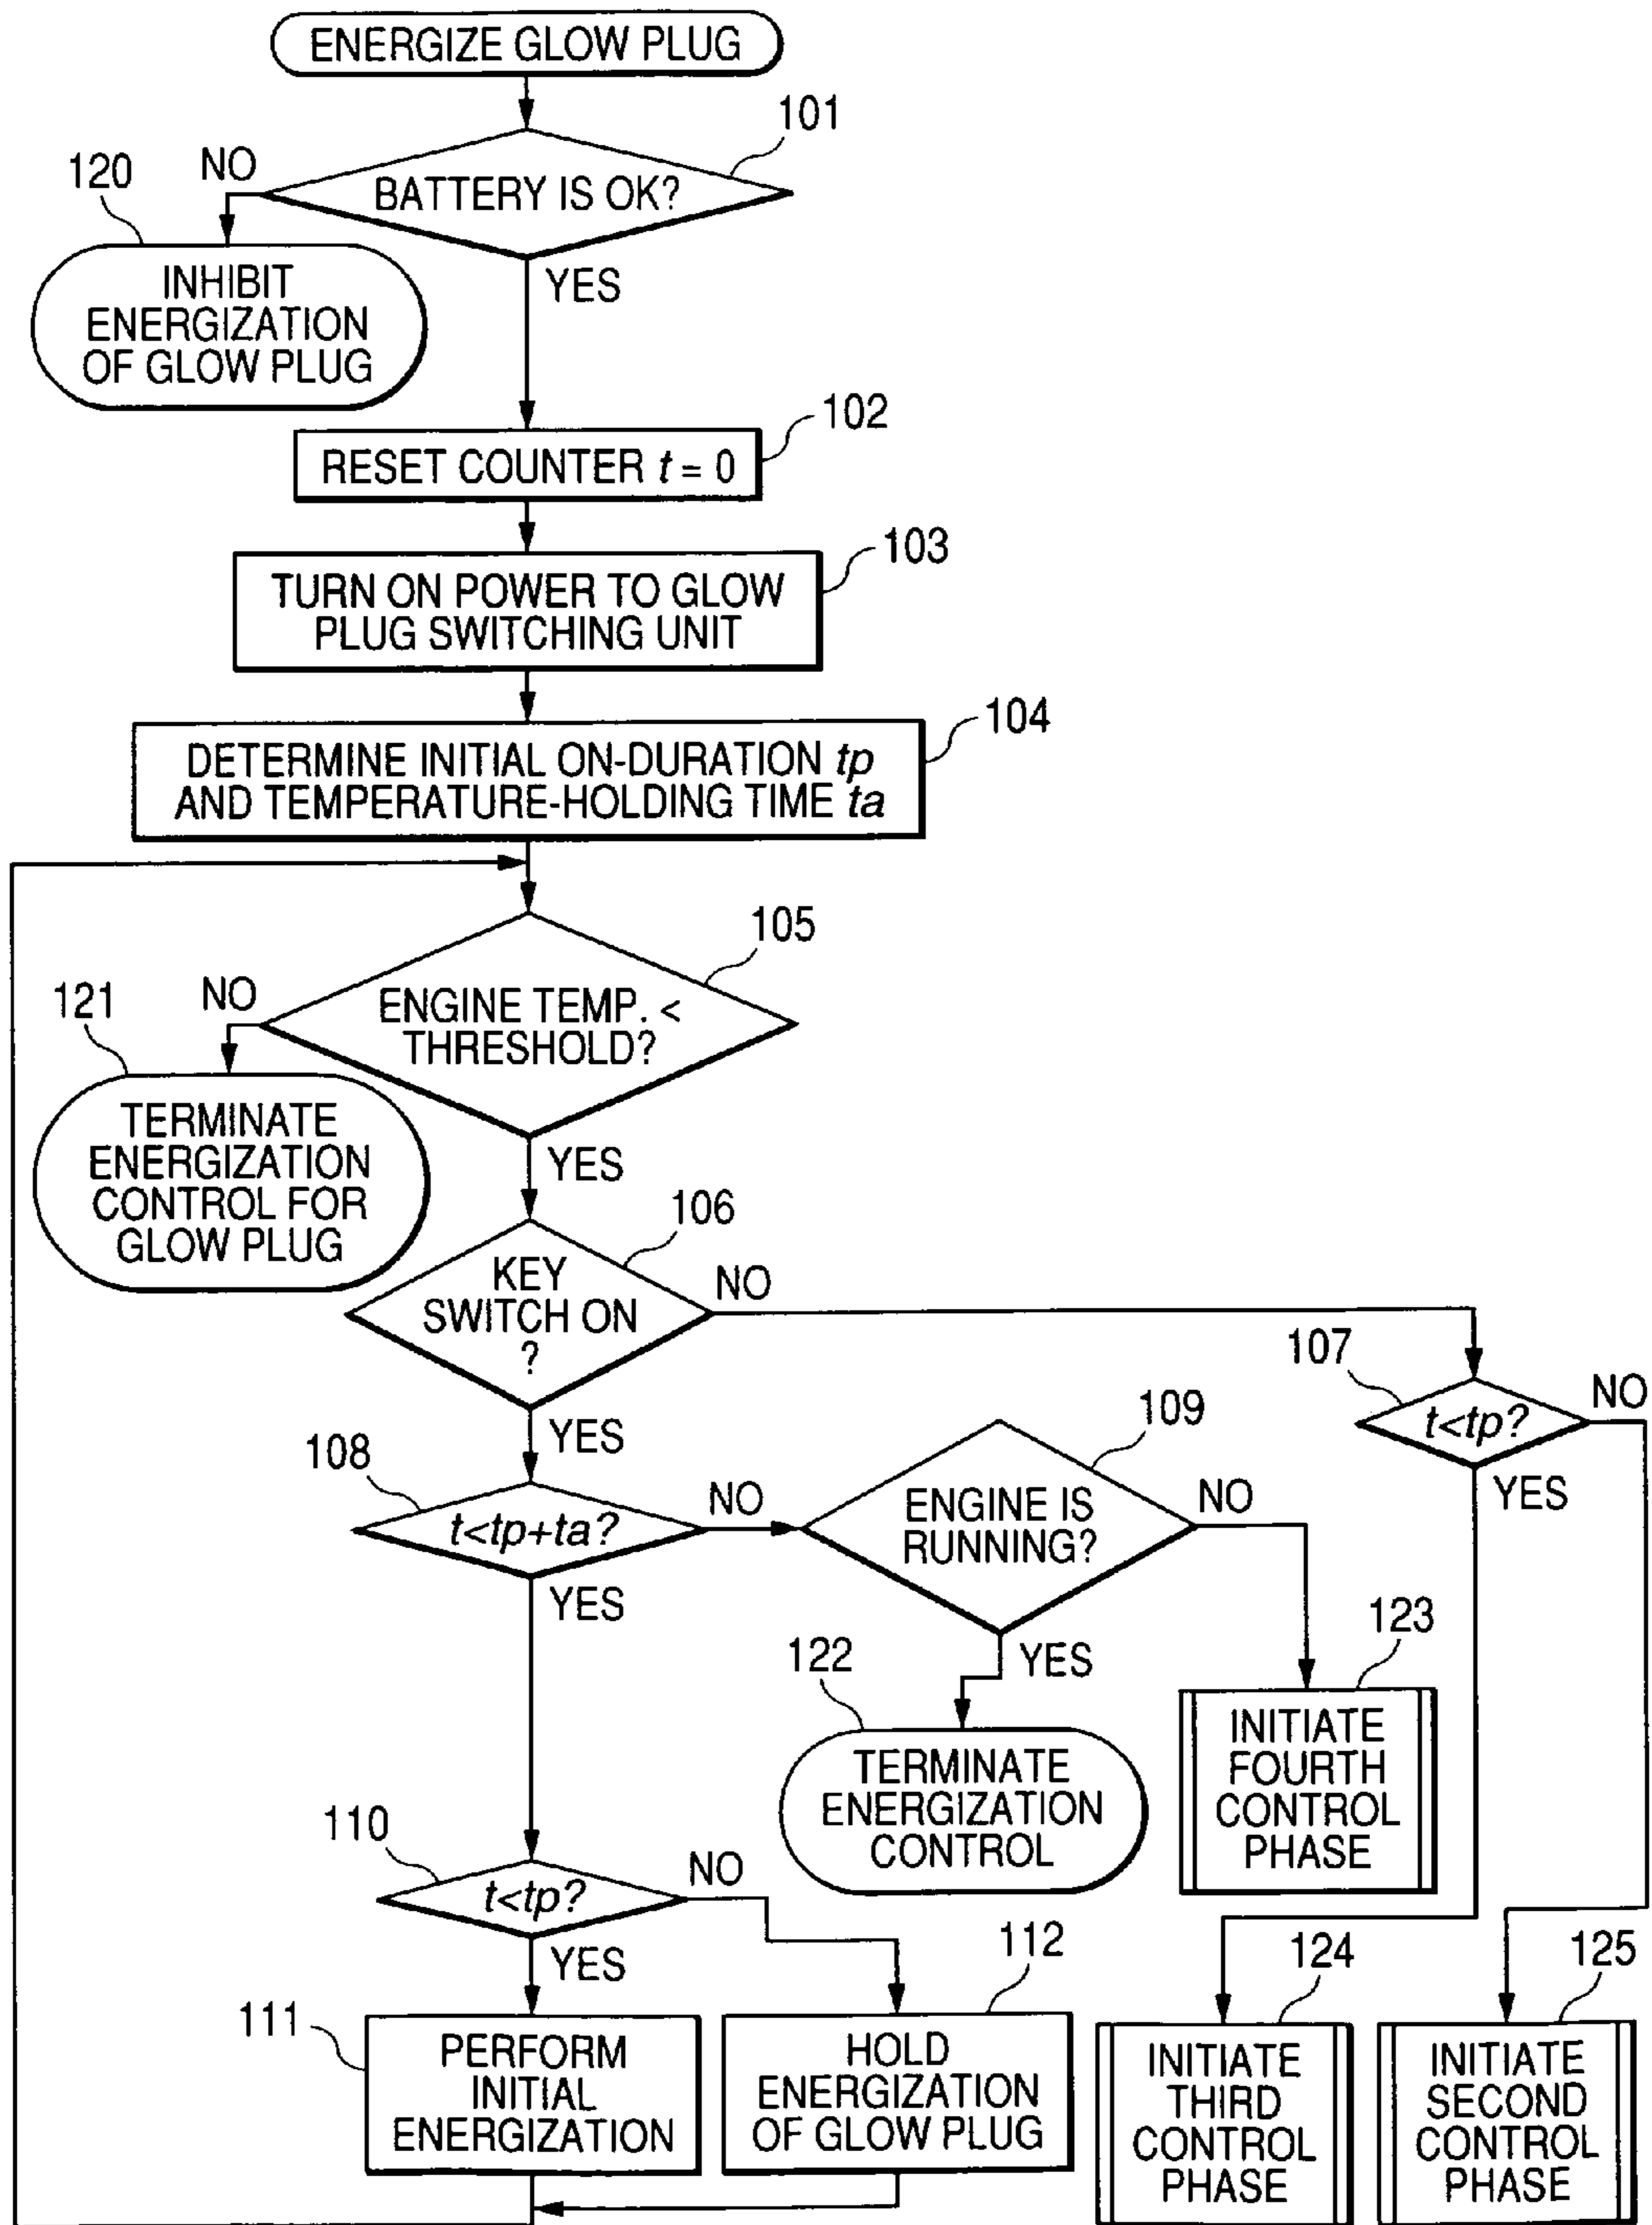 ENERGIZE GLOW PLUG
101
NO
120
BATTERY IS OK?
INHIBIT
ENERGIZATION
OF GLOW PLUG
YES
102
RESET COUNTER t = 0
103
TURN ON POWER TO GLOW
PLUG SWITCHING UNIT
104
DETERMINE INITIAL ON-DURATION tp
AND TEMPERATURE-HOLDING TIME ta
105
NO
121
ENGINE TEMP. <
THRESHOLD?
TERMINATE
ENERGIZATION
CONTROL FOR
GLOW PLUG
YES
106
KEY
SWITCH ON
?
NO
107
t<tp?
NO
YES
YES
108
t<tp+ta?
NO
109
ENGINE IS
RUNNING?
NO
YES
YES
122
TERMINATE
ENERGIZATION
CONTROL
123
INITIATE
FOURTH
CONTROL
PHASE
110
t<tp?
NO
YES
111
PERFORM
INITIAL
ENERGIZATION
112
HOLD
ENERGIZATION
OF GLOW PLUG
124
INITIATE
THIRD
CONTROL
PHASE
125
INITIATE
SECOND
CONTROL
PHASE